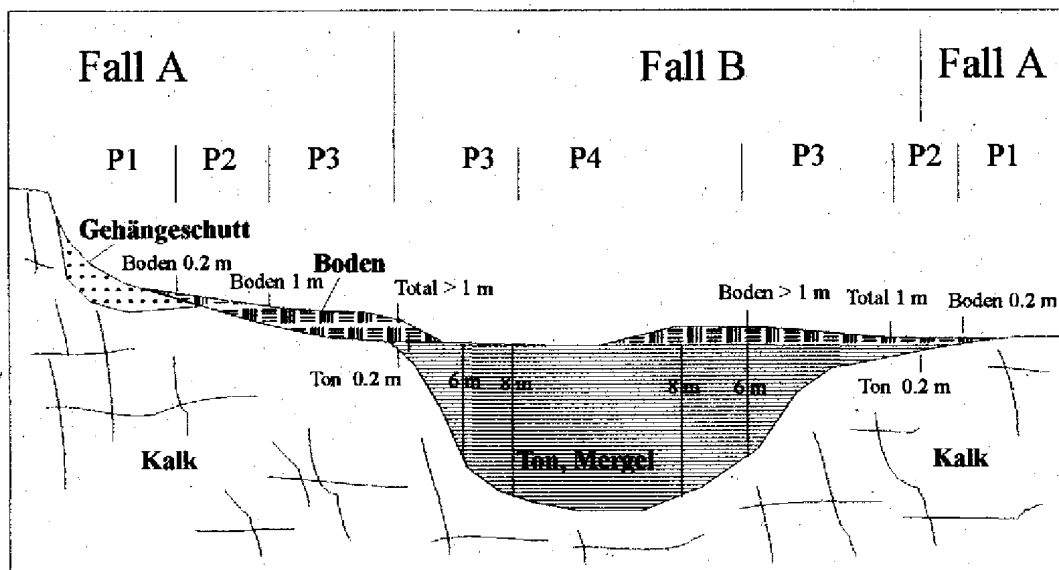 Fall A
Fall B
Fall A
P1
P2
P3
P3
P4
P3
P2
P1
Gehängeschutt
Boden 0.2 m
Boden 1 m
Boden
Total > 1 m
Boden > 1 m
Total 1 m
Boden 0.2 m
Ton 0.2 m
6 m
8 m
8 m
6 m
Ton 0.2 m
Kalk
Ton, Mergel
Kalk